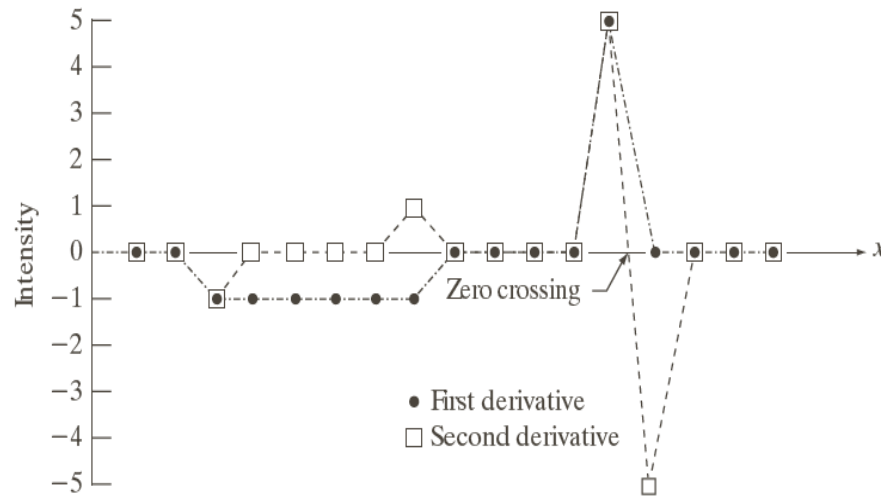 5
4
3
2
1
0
−1
−2
−3
−4
−5
Intensity
x
Zero crossing
First derivative
Second derivative